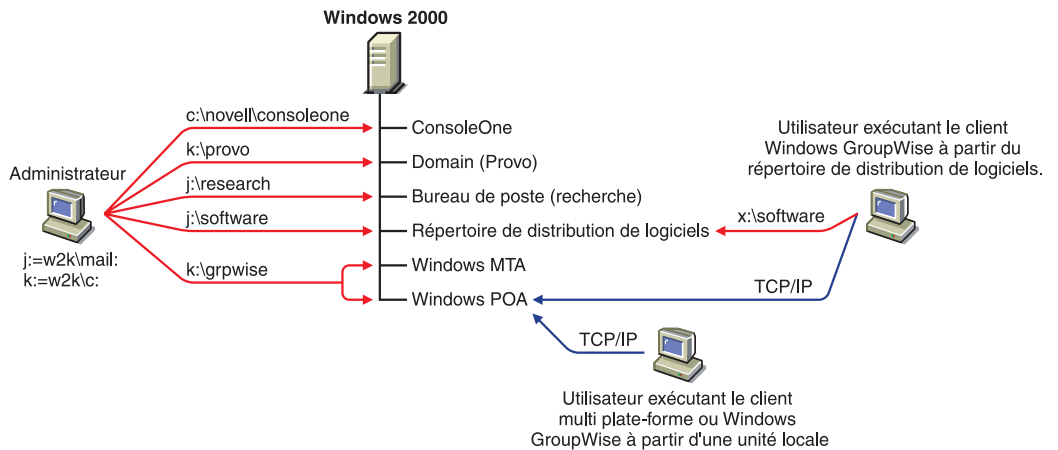 Windows 2000
c:\novell\consoleone
ConsoleOne
k:\provo
Domain (Provo)
Administrateur
j:\research
Bureau de poste (recherche)
j:\software
Répertoire de distribution de logiciels
j:=w2k\mail:
k:=w2k\c:
k:\grpwise
Windows MTA
Windows POA
Utilisateur exécutant le client
Windows GroupWise à partir du
répertoire de distribution de logiciels.
x:\software
TCP/IP
TCP/IP
Utilisateur exécutant le client
multi plate-forme ou Windows
GroupWise à partir d'une unité locale